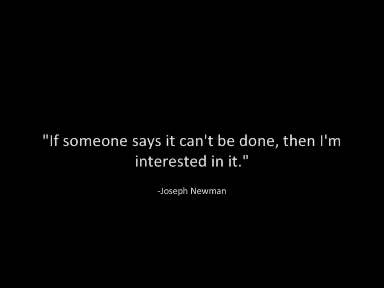 "If someone says it can't be done, then I'm
interested in it."
-Joseph Newman